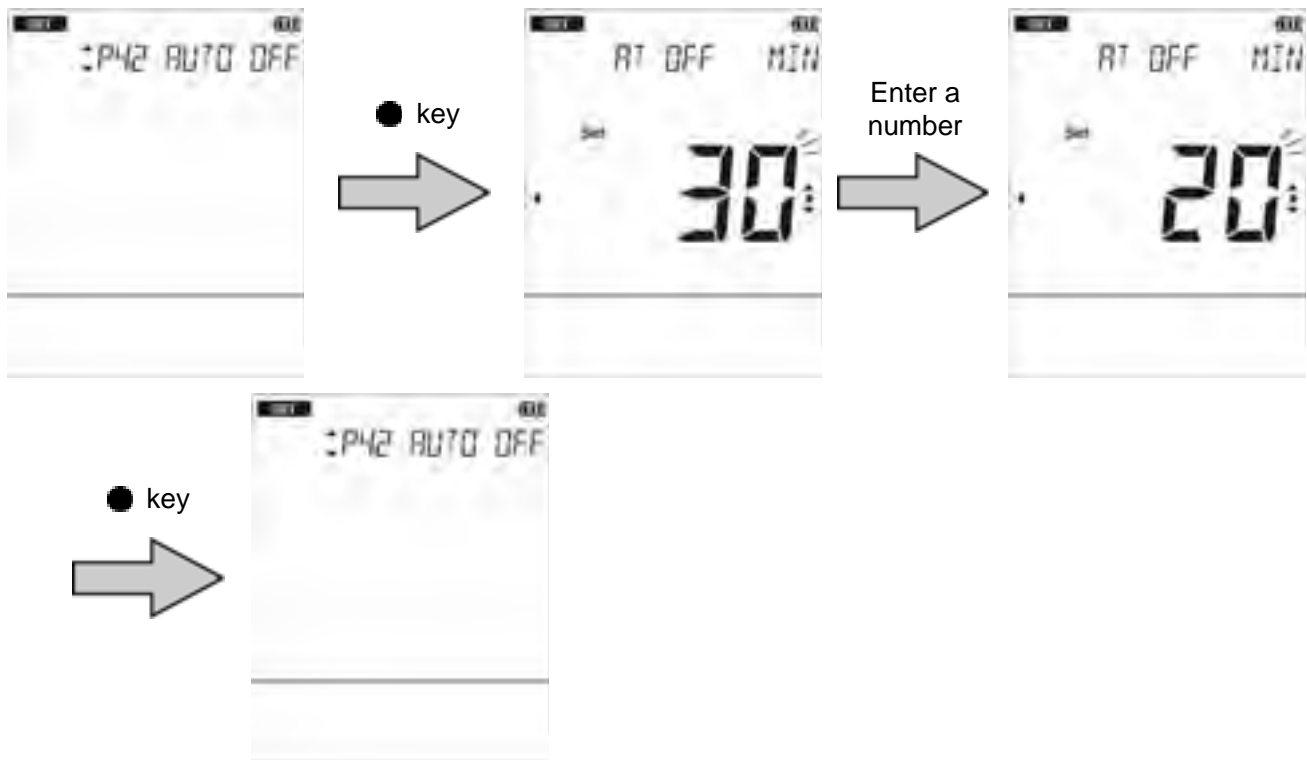 P42 AUTO OFF
● key
AT OFF MIN
Set
30
Enter a
number
AT OFF MIN
Set
20
● key
P42 AUTO OFF